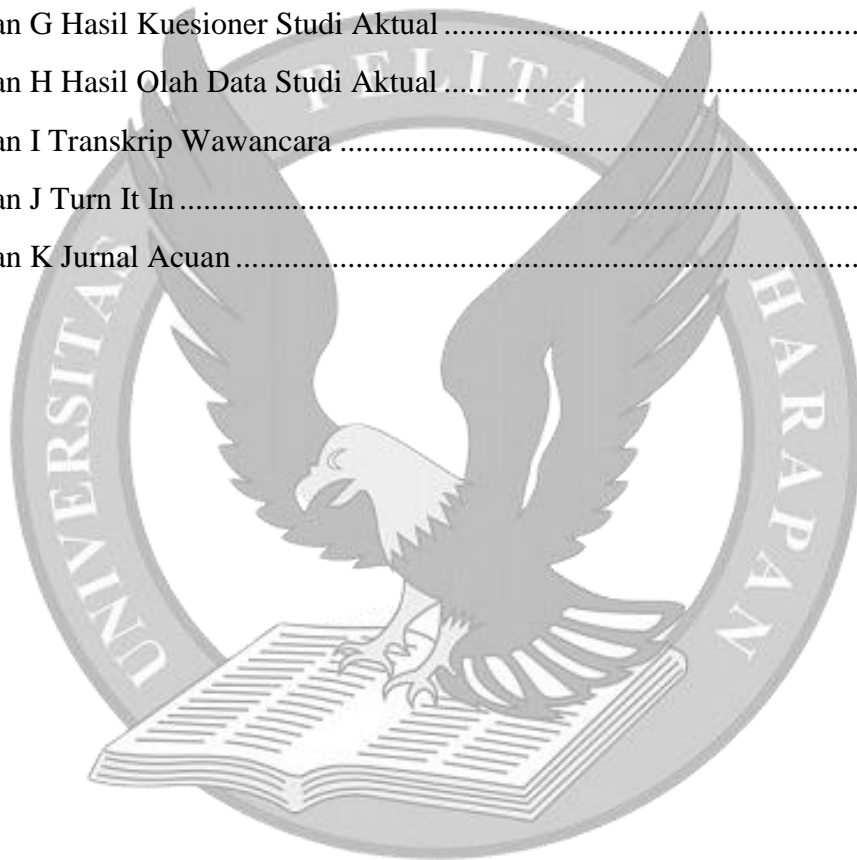 an G Hasil Kuesioner Studi Aktual ......................................................
an H Hasil Olah Data Studi Aktual ......................................................
an I Transkrip Wawancara ....................................................................
an J Turn It In ........................................................................................
an K Jurnal Acuan .................................................................................
UNIVERSITAS PELITA HARAPAN